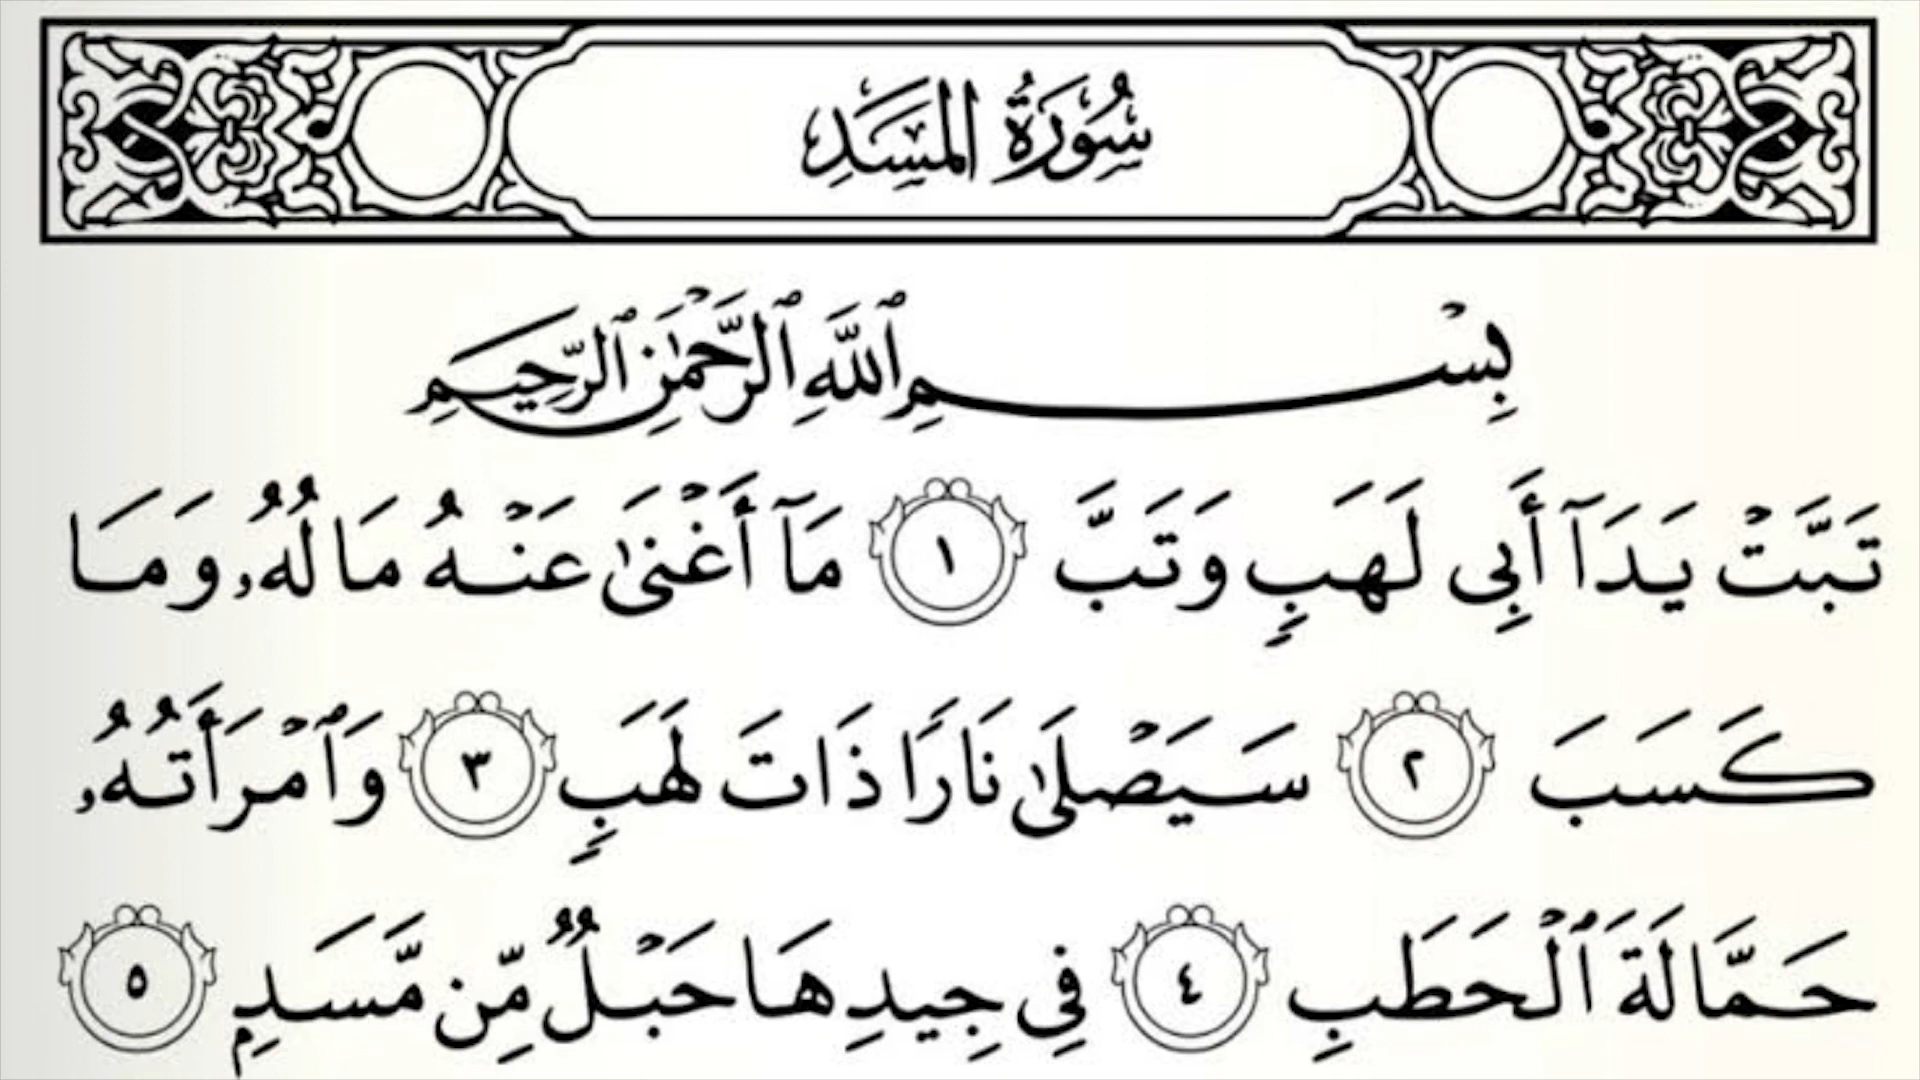 سُورَةُ المَسَدِ
بِسْمِ ٱللَّهِ ٱلرَّحْمَٰنِ ٱلرَّحِيمِ
تَبَّتْ يَدَآ أَبِى لَهَبٍ وَتَبَّ ١ مَآ أَغْنَىٰ عَنْهُ مَالُهُۥ وَمَا
كَسَبَ ٢ سَيَصْلَىٰ نَارًا ذَاتَ لَهَبٍ ٣ وَٱمْرَأَتُهُۥ
حَمَّالَةَ ٱلْحَطَبِ ٤ فِى جِيدِهَا حَبْلٌ مِّن مَّسَدٍۭ ٥